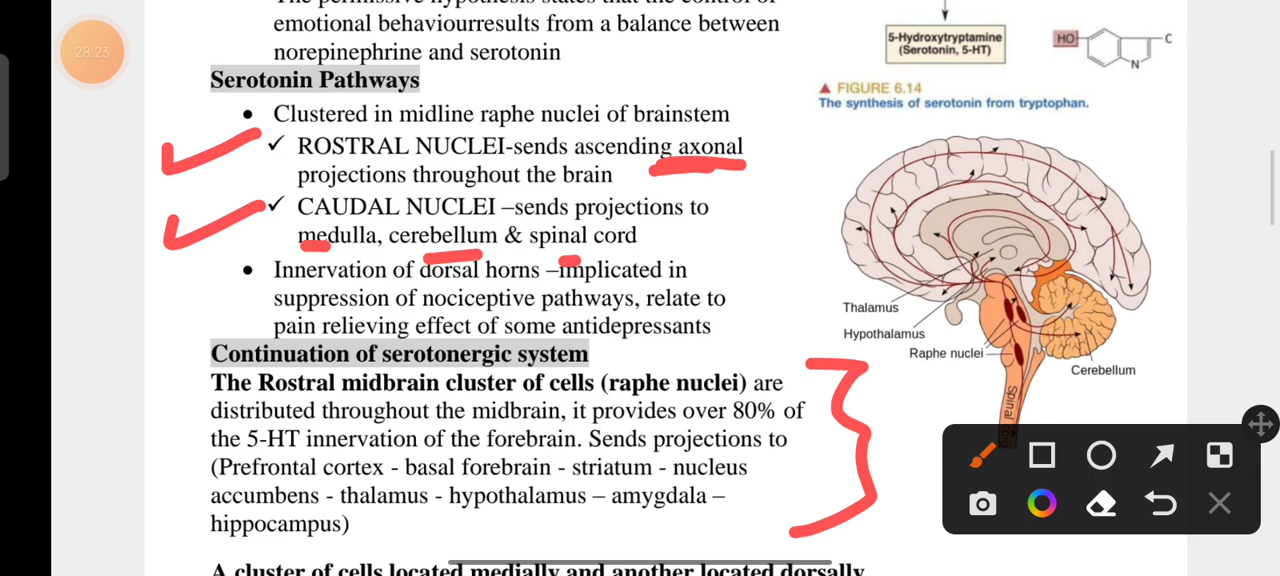 28:23
The permissive hypothesis states that the control of
emotional behaviourresults from a balance between
norepinephrine and serotonin
Serotonin Pathways
• Clustered in midline raphe nuclei of brainstem
✓ ROSTRAL NUCLEI-sends ascending axonal
projections throughout the brain
✓ CAUDAL NUCLEI –sends projections to
medulla, cerebellum & spinal cord
• Innervation of dorsal horns –implicated in
suppression of nociceptive pathways, relate to
pain relieving effect of some antidepressants
Continuation of serotonergic system
The Rostral midbrain cluster of cells (raphe nuclei) are
distributed throughout the midbrain, it provides over 80% of
the 5-HT innervation of the forebrain. Sends projections to
(Prefrontal cortex - basal forebrain - striatum - nucleus
accumbens - thalamus - hypothalamus – amygdala –
hippocampus)
A cluster of cells located medially and another located dorsally
5-Hydroxytryptamine
(Serotonin, 5-HT)
HO
C
N
▲ FIGURE 6.14
The synthesis of serotonin from tryptophan.
Thalamus
Hypothalamus
Raphe nuclei
Cerebellum
Spinal